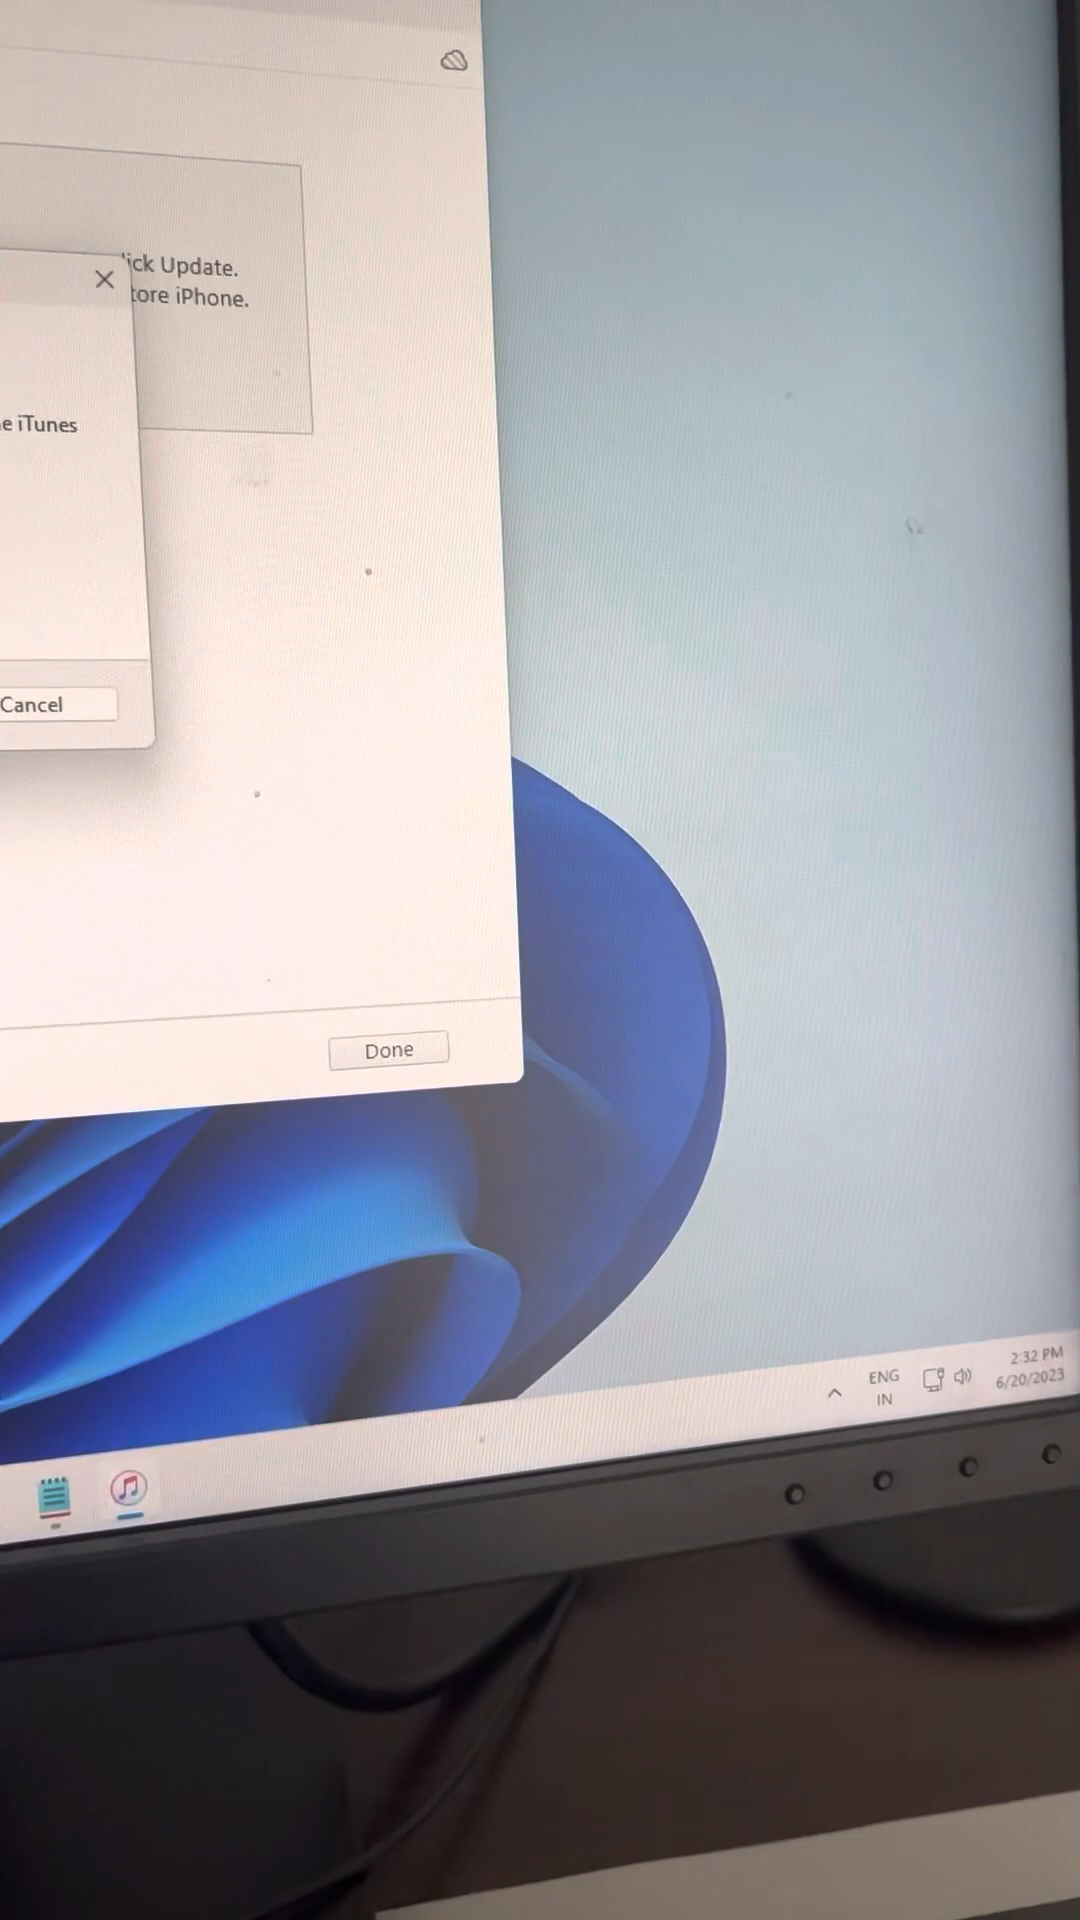 ick Update.
tore iPhone.
e iTunes
Cancel
Done
ENG
IN
2:32 PM
6/20/2023